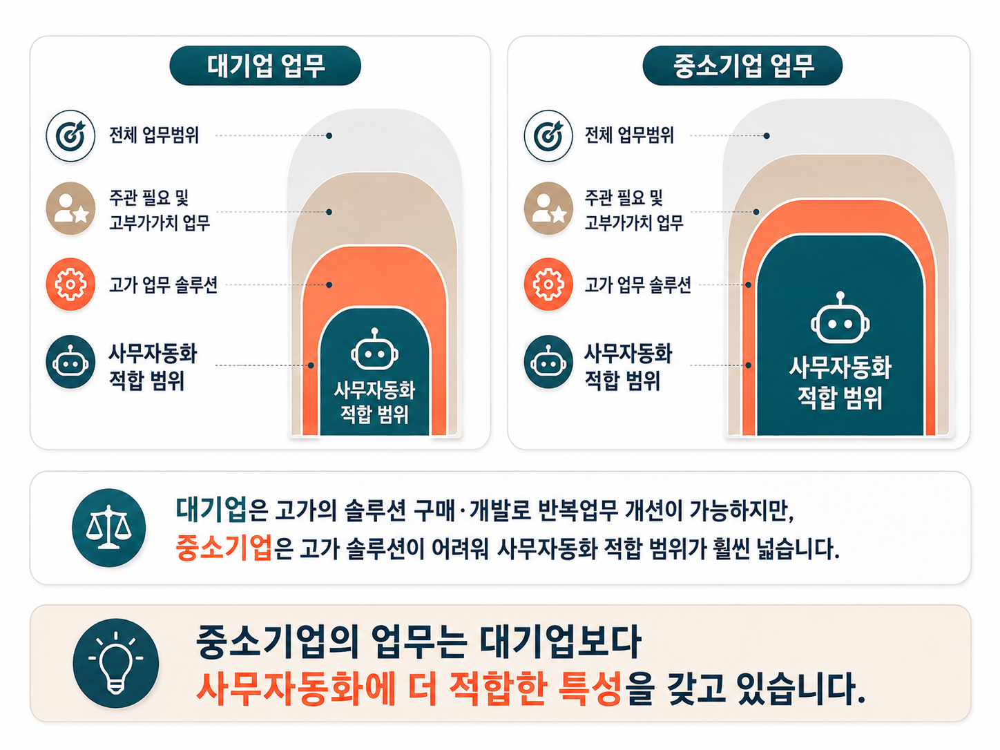 대기업 업무
전체 업무범위
주관 필요 및
고부가가치 업무
고가 업무 솔루션
사무자동화
적합 범위
사무자동화
적합 범위
중소기업 업무
전체 업무범위
주관 필요 및
고부가가치 업무
고가 업무 솔루션
사무자동화
적합 범위
사무자동화
적합 범위
대기업은 고가의 솔루션 구매·개발로 반복업무 개선이 가능하지만,
중소기업은 고가 솔루션이 어려워 사무자동화 적합 범위가 훨씬 넓습니다.
중소기업의 업무는 대기업보다
사무자동화에 더 적합한 특성을 갖고 있습니다.